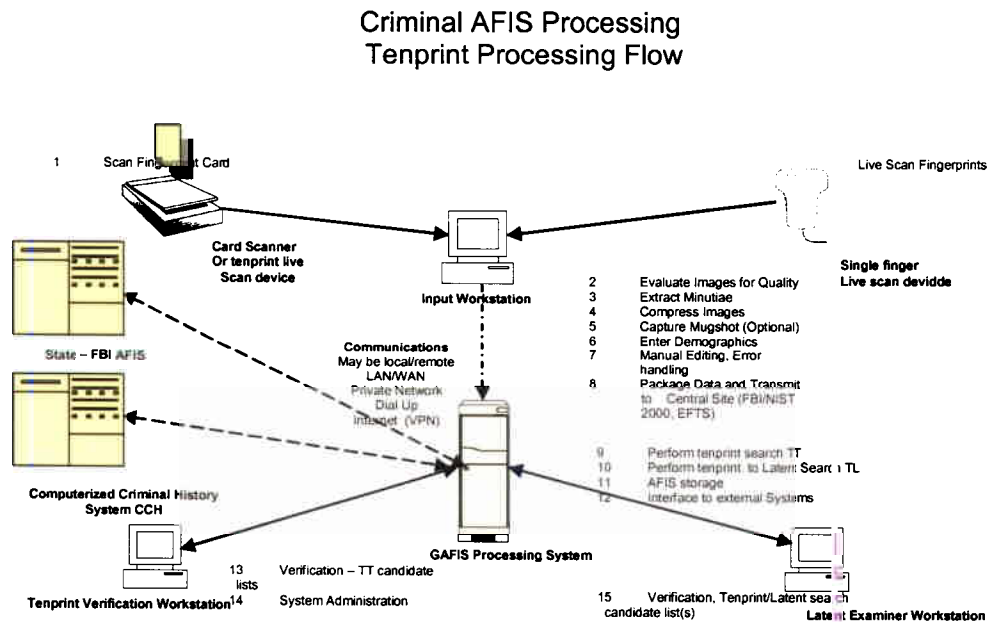 Criminal AFIS Processing
Tenprint Processing Flow
1 Scan Fingerprint Card
Live Scan Fingerprints
Card Scanner
Or tenprint live
Scan device
Input Workstation
Single finger
Live scan devidde
2 Evaluate Images for Quality
3 Extract Minutiae
4 Compress Images
5 Capture Mugshot (Optional)
6 Enter Demographics
7 Manual Editing, Error
handling
8 Package Data and Transmit
to Central Site (FBI/NIST
2000, EFTS)
State – FBI AFIS
Communications
May be local/remote
LAN/WAN
Private Network
Dial Up
Internet (VPN)
9 Perform tenprint search TT
10 Perform tenprint to Latent Search TL
11 AFIS storage
12 Interface to external Systems
Computerized Criminal History
System CCH
GAFIS Processing System
13 Verification – TT candidate
lists
14 System Administration
Tenprint Verification Workstation
15 Verification, Tenprint/Latent search
candidate list(s)
Latent Examiner Workstation